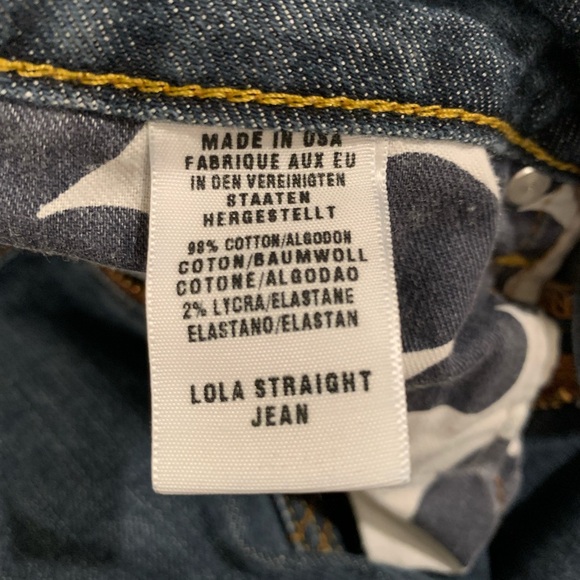 MADE IN USA
FABRIQUE AUX EU
IN DEN VEREINIGTEN
STAATEN
HERGESTELLT
98% COTTON/ALGODON
COTON/BAUMWOLL
COTONE/ALGODAO
2% LYCRA/ELASTANE
ELASTANO/ELASTAN
LOLA STRAIGHT
JEAN